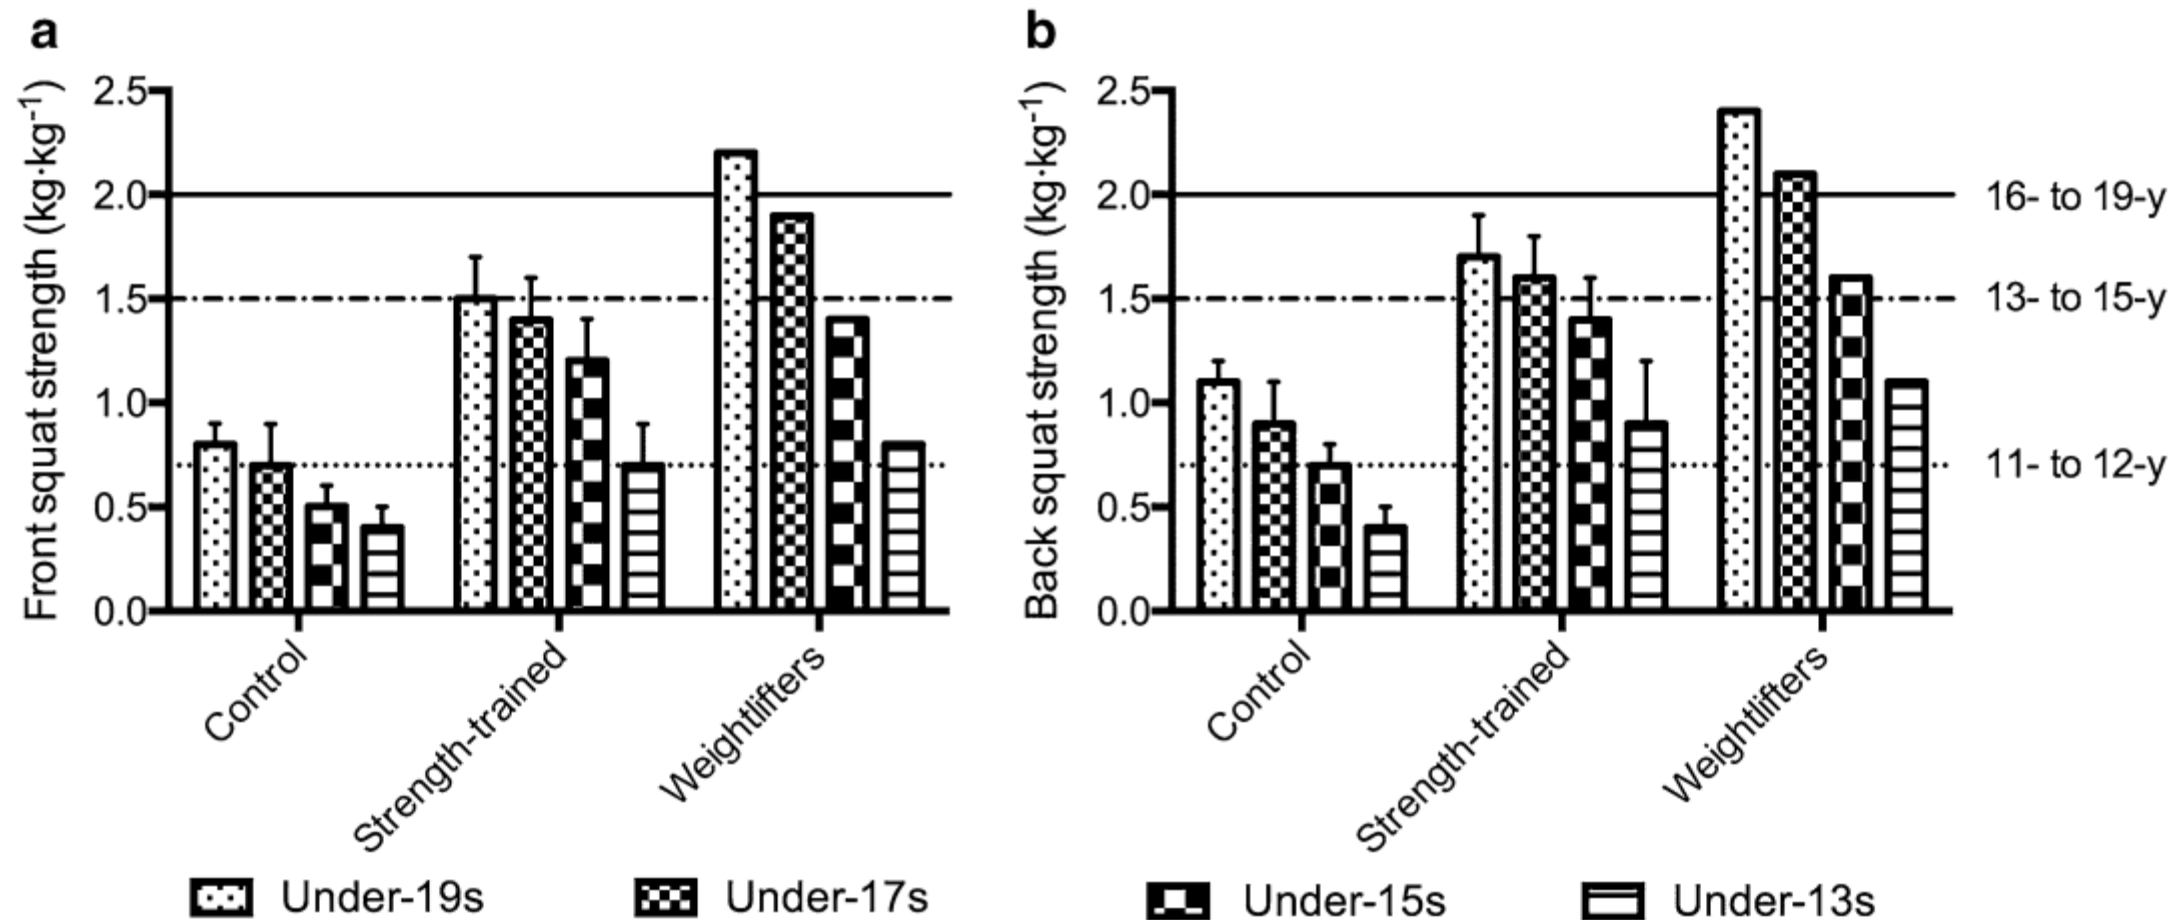 a
Front squat strength (kg·kg-1)
2.5
2.0
1.5
1.0
0.5
0.0
Control
Strength-trained
Weightlifters
b
Back squat strength (kg·kg-1)
2.5
2.0
1.5
1.0
0.5
0.0
Control
Strength-trained
Weightlifters
16- to 19-y
13- to 15-y
11- to 12-y
Under-19s Under-17s Under-15s Under-13s